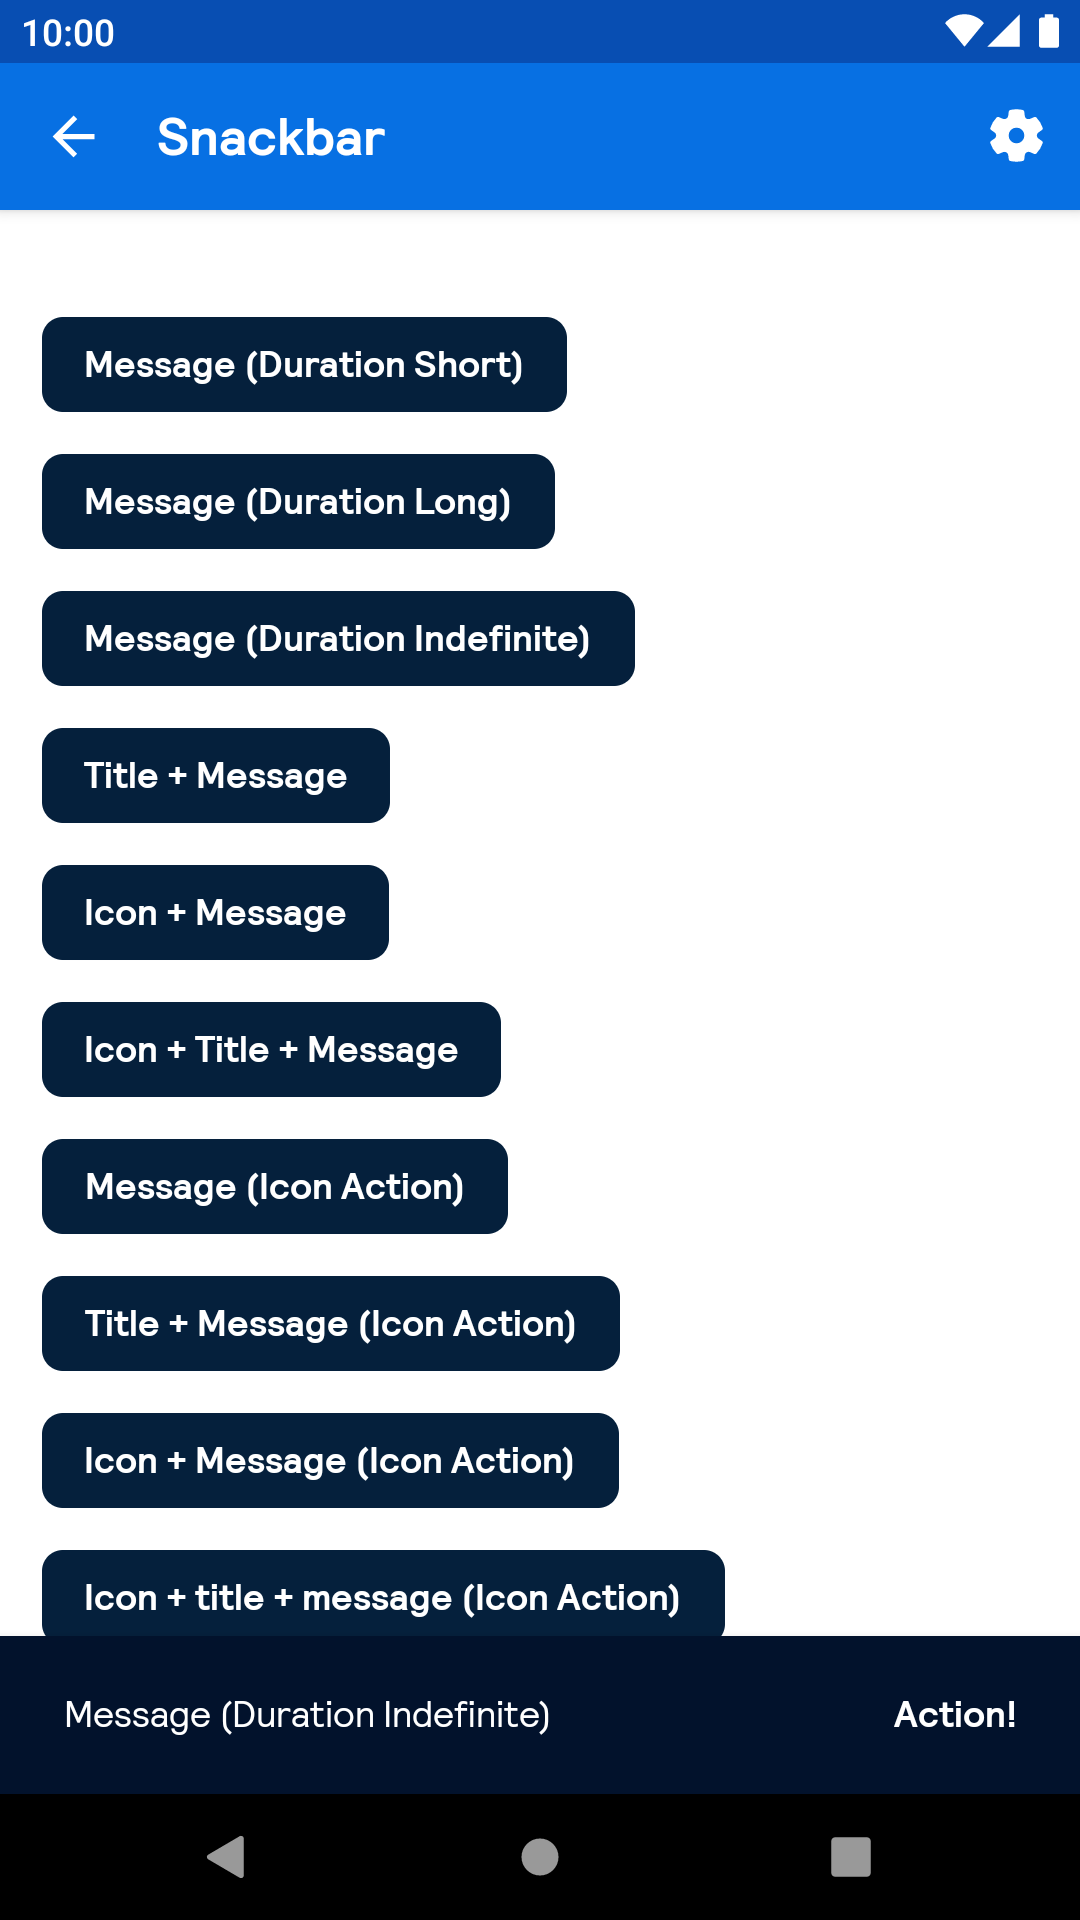 10:00
Snackbar
Message (Duration Short)
Message (Duration Long)
Message (Duration Indefinite)
Title + Message
Icon + Message
Icon + Title + Message
Message (Icon Action)
Title + Message (Icon Action)
Icon + Message (Icon Action)
Icon + title + message (Icon Action)
Message (Duration Indefinite) Action!